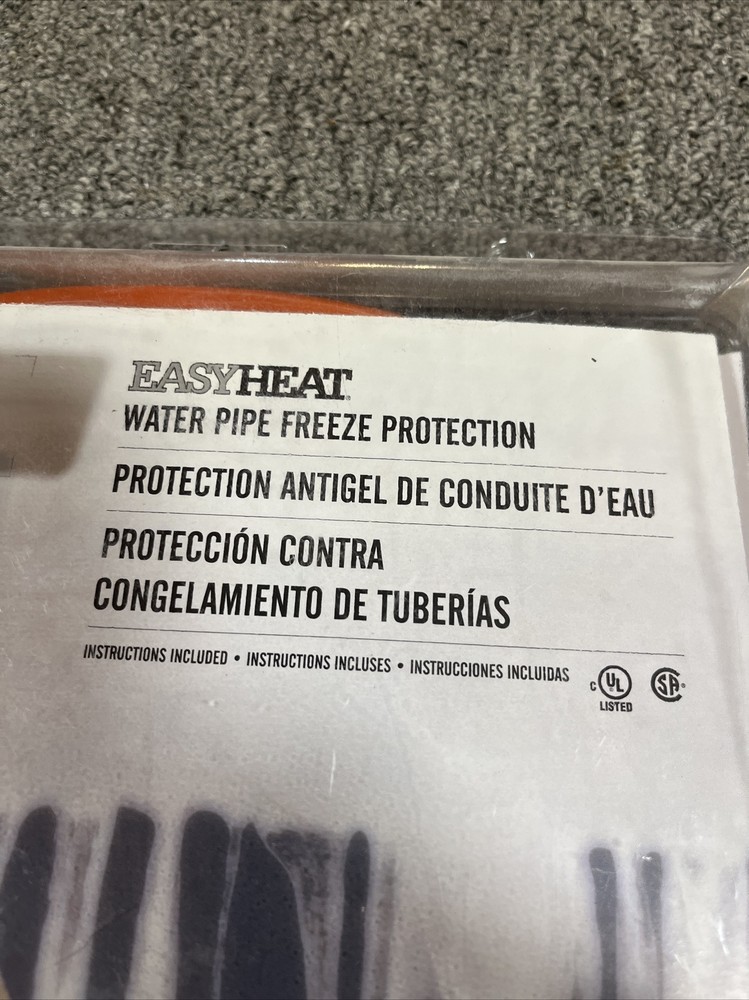 EASYHEAT
WATER PIPE FREEZE PROTECTION
PROTECTION ANTIGEL DE CONDUITE D'EAU
PROTECCIÓN CONTRA
CONGELAMIENTO DE TUBERÍAS
INSTRUCTIONS INCLUDED • INSTRUCTIONS INCLUSES • INSTRUCCIONES INCLUIDAS
C UL
LISTED
SA